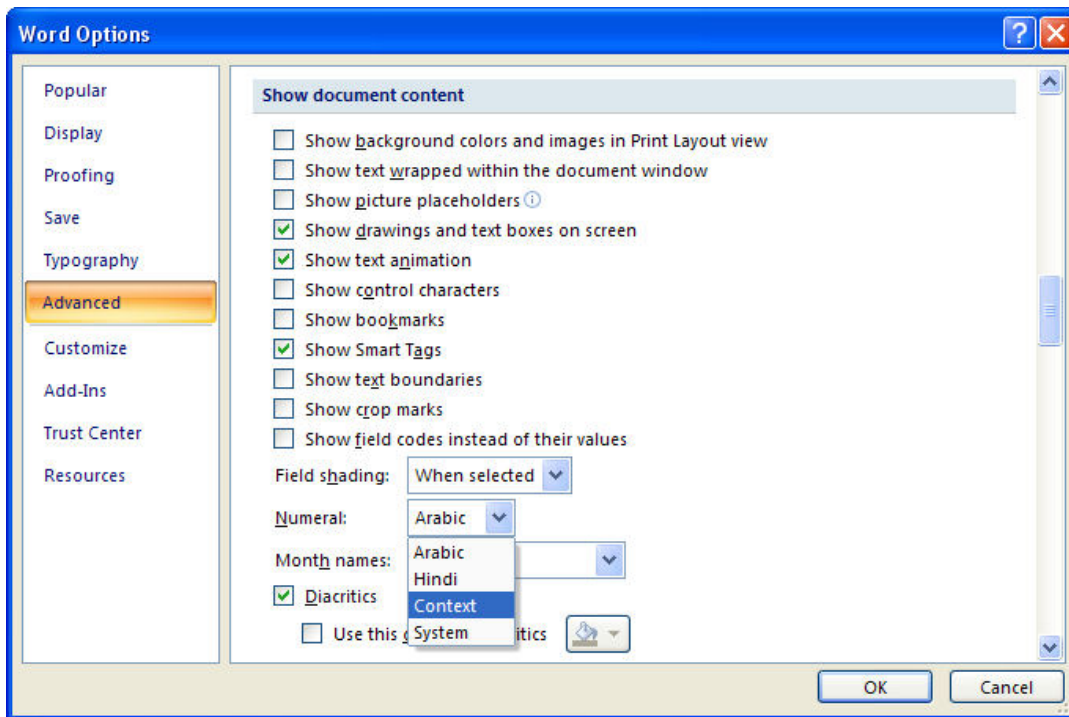 Word Options
Popular
Display
Proofing
Save
Typography
Advanced
Customize
Add-Ins
Trust Center
Resources
Show document content
Show background colors and images in Print Layout view
Show text wrapped within the document window
Show picture placeholders
Show drawings and text boxes on screen
Show text animation
Show control characters
Show bookmarks
Show Smart Tags
Show text boundaries
Show crop marks
Show field codes instead of their values
Field shading: When selected
Numeral: Arabic
Arabic
Month names:
Hindi
Diacritics
Context
Use this System
OK Cancel